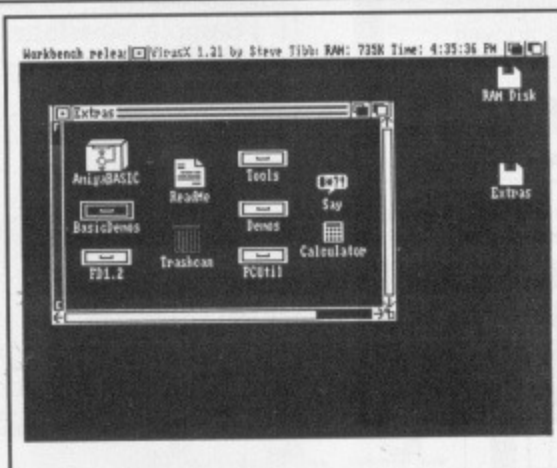 Workbench releas VirusX 1.21 by Steve Tibb: RAM: 735K Time: 4:35:36 PM
RAM Disk
Extras
AmigaBASIC
ReadMe
Tools
Say
Extras
BasicDemos
Demos
Calculator
FD1.2
Trashcan
PCUtil